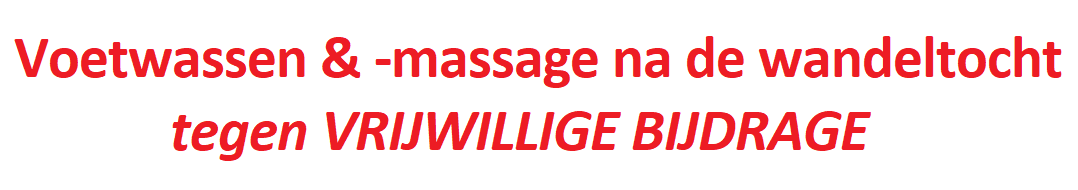 Voetwassen & -massage na de wandeltocht
tegen VRIJWILLIGE BIJDRAGE